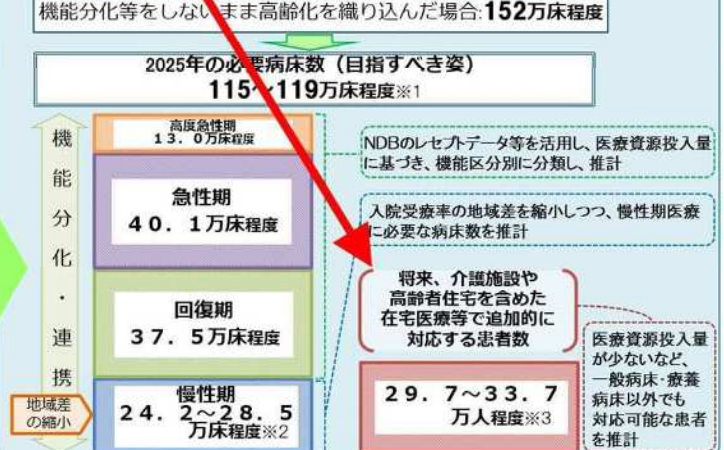 機能分化等をしないまま高齢化を織り込んだ場合:152万床程度
2025年の必要病床数（目指すべき姿）
115～119万床程度※1
機能分化・連携
地域差
の縮小
高度急性期
13.0万床程度
急性期
40.1万床程度
回復期
37.5万床程度
慢性期
24.2～28.5
万床程度※2
NDBのレセプトデータ等を活用し、医療資源投入量
に基づき、機能区分別に分類し、推計
入院受療率の地域差を縮小しつつ、慢性期医療
に必要な病床数を推計
将来、介護施設や
高齢者住宅を含めた
在宅医療等で追加的に
対応する患者数
29.7～33.7
万人程度※3
医療資源投入量
が少ないなど、
一般病床・療養
病床以外でも
対応可能な患者
を推計